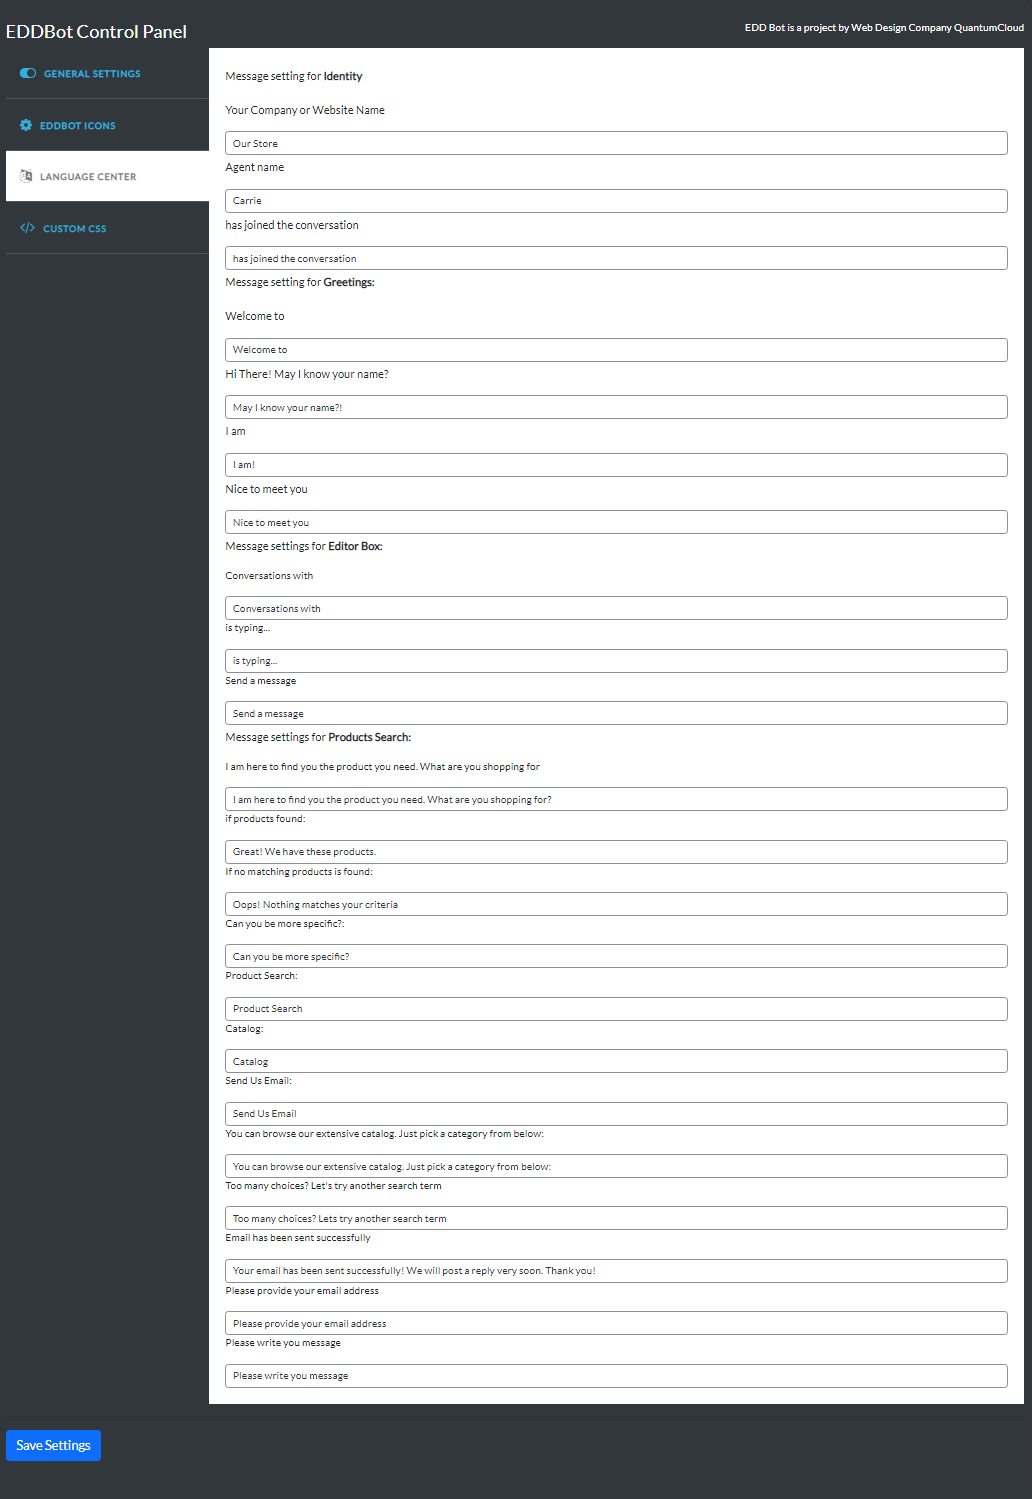 EDDBot Control Panel
EDD Bot is a project by Web Design Company QuantumCloud
GENERAL SETTINGS
EDDBOT ICONS
LANGUAGE CENTER
CUSTOM CSS
Message setting for Identity
Your Company or Website Name
Our Store
Agent name
Carrie
has joined the conversation
has joined the conversation
Message setting for Greetings:
Welcome to
Welcome to
Hi There! May I know your name?
May I know your name?!
I am
I am!
Nice to meet you
Nice to meet you
Message settings for Editor Box:
Conversations with
Conversations with
is typing...
is typing...
Send a message
Send a message
Message settings for Products Search:
I am here to find you the product you need. What are you shopping for
I am here to find you the product you need. What are you shopping for?
if products found:
Great! We have these products.
If no matching products is found:
Oops! Nothing matches your criteria
Can you be more specific?:
Can you be more specific?
Product Search:
Product Search
Catalog:
Catalog
Send Us Email:
Send Us Email
You can browse our extensive catalog. Just pick a category from below:
You can browse our extensive catalog. Just pick a category from below:
Too many choices? Let's try another search term
Too many choices? Lets try another search term
Email has been sent successfully
Your email has been sent successfully! We will post a reply very soon. Thank you!
Please provide your email address
Please provide your email address
Please write you message
Please write you message
Save Settings